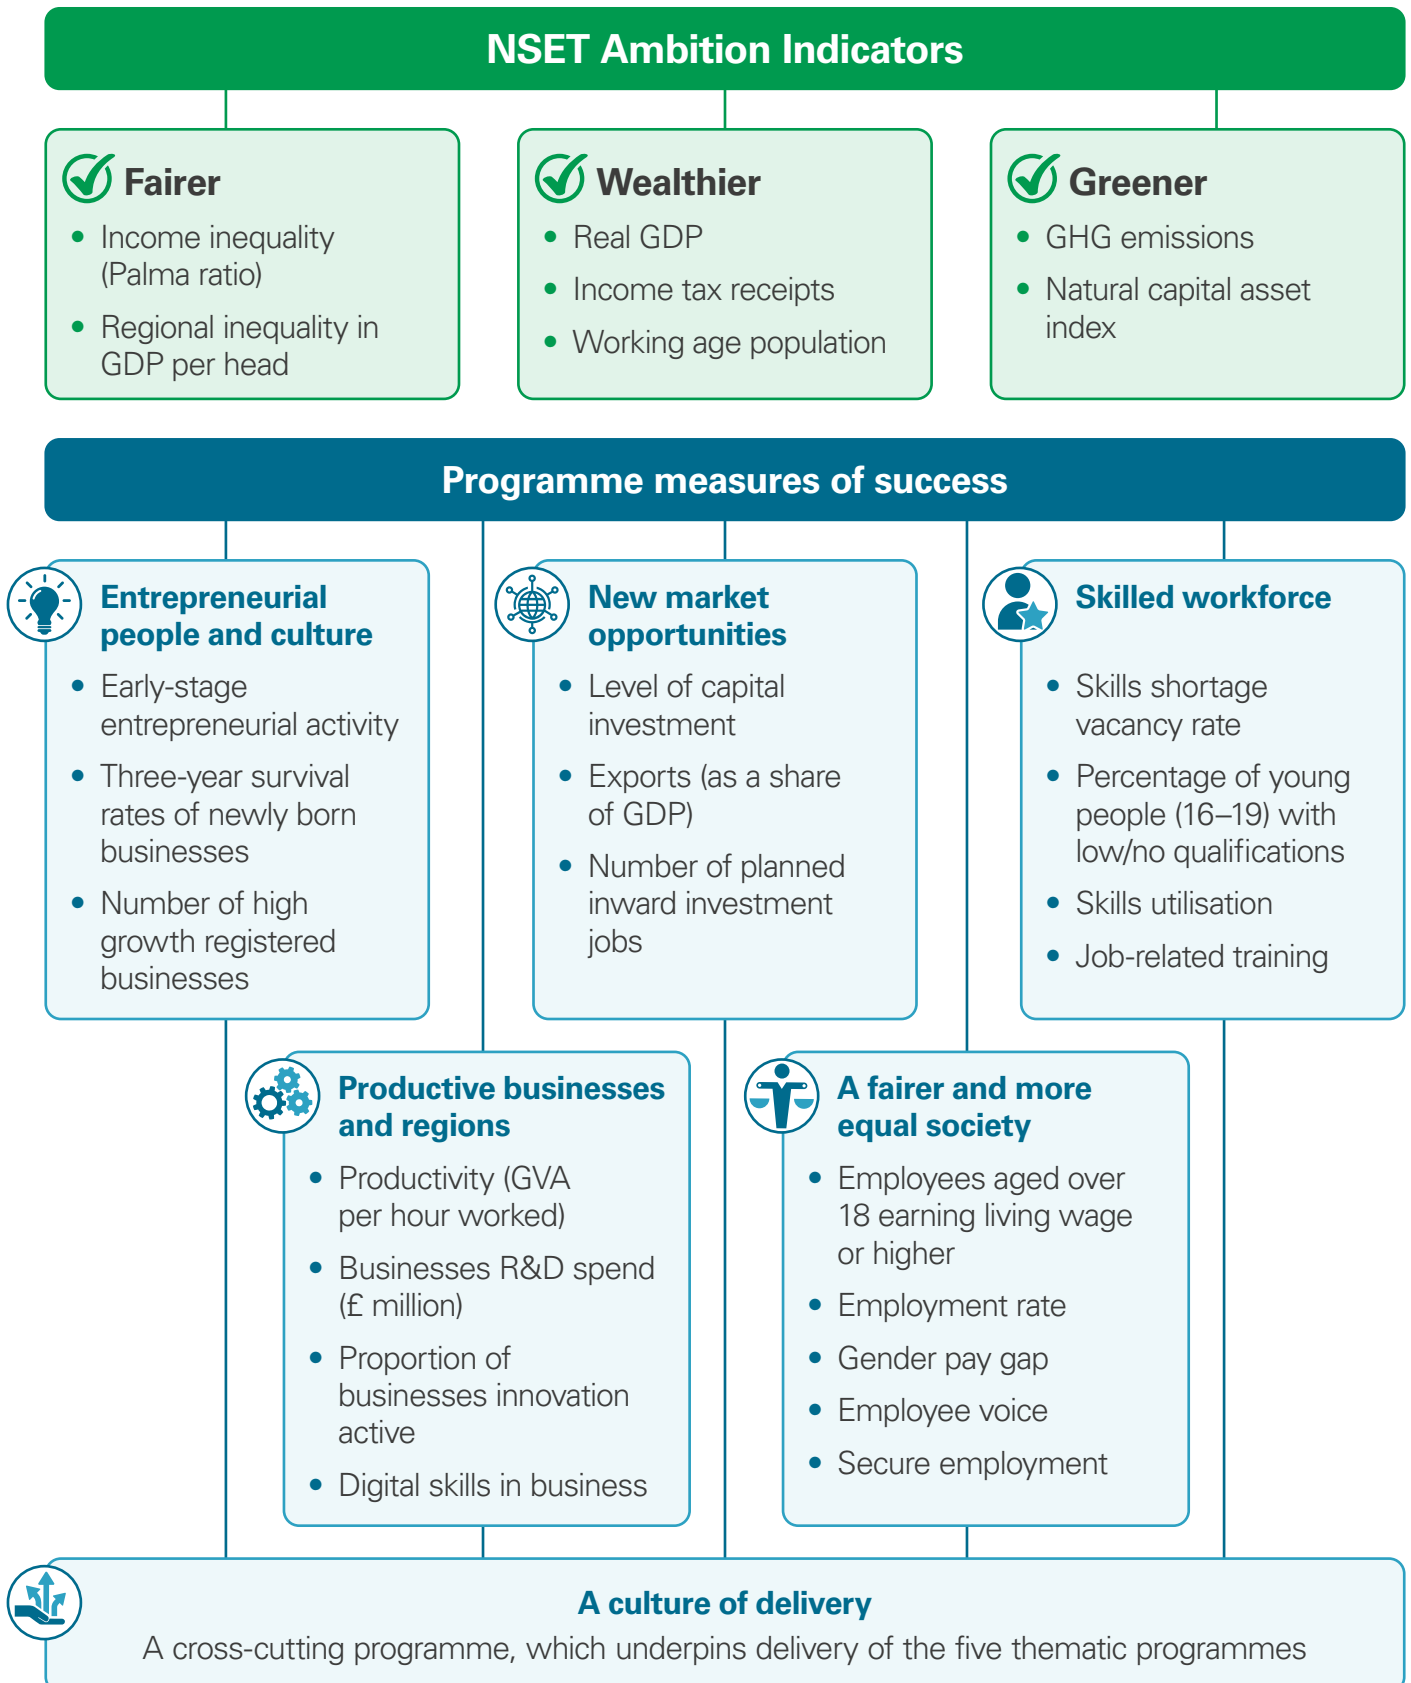 NSET Ambition Indicators
Fairer
• Income inequality
(Palma ratio)
• Regional inequality in
GDP per head
Wealthier
• Real GDP
• Income tax receipts
• Working age population
Greener
• GHG emissions
• Natural capital asset
index
Programme measures of success
Entrepreneurial
people and culture
• Early-stage
entrepreneurial activity
• Three-year survival
rates of newly born
businesses
• Number of high
growth registered
businesses
New market
opportunities
• Level of capital
investment
• Exports (as a share
of GDP)
• Number of planned
inward investment
jobs
Skilled workforce
• Skills shortage
vacancy rate
• Percentage of young
people (16–19) with
low/no qualifications
• Skills utilisation
• Job-related training
Productive businesses
and regions
• Productivity (GVA
per hour worked)
• Businesses R&D spend
(£ million)
• Proportion of
businesses innovation
active
• Digital skills in business
A fairer and more
equal society
• Employees aged over
18 earning living wage
or higher
• Employment rate
• Gender pay gap
• Employee voice
• Secure employment
A culture of delivery
A cross-cutting programme, which underpins delivery of the five thematic programmes